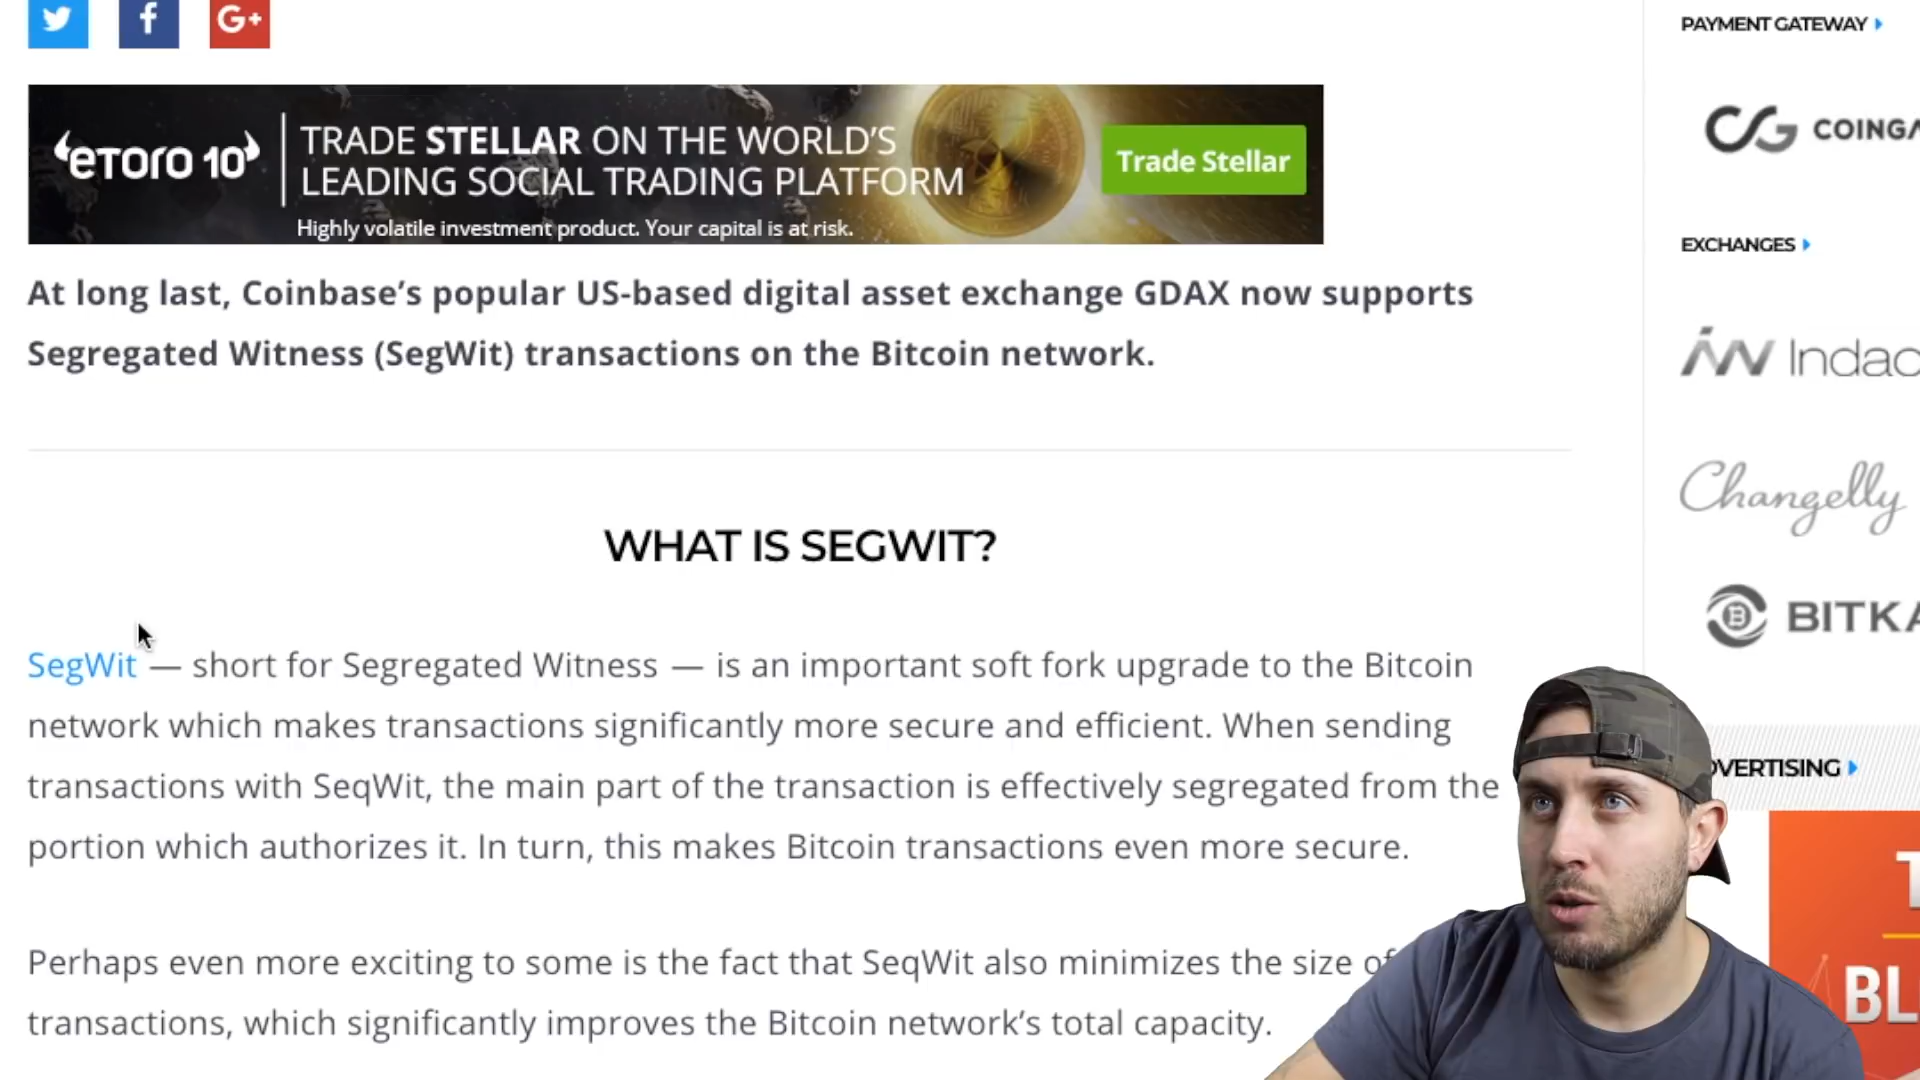 G+
eTORO 10
TRADE STELLAR ON THE WORLD'S
LEADING SOCIAL TRADING PLATFORM
Trade Stellar
Highly volatile investment product. Your capital is at risk.
At long last, Coinbase's popular US-based digital asset exchange GDAX now supports
Segregated Witness (SegWit) transactions on the Bitcoin network.
WHAT IS SEGWIT?
SegWit — short for Segregated Witness — is an important soft fork upgrade to the Bitcoin
network which makes transactions significantly more secure and efficient. When sending
transactions with SeqWit, the main part of the transaction is effectively segregated from the
portion which authorizes it. In turn, this makes Bitcoin transactions even more secure.
Perhaps even more exciting to some is the fact that SeqWit also minimizes the size of
transactions, which significantly improves the Bitcoin network's total capacity.
PAYMENT GATEWAY
COINGA
EXCHANGES
Indac
Changelly
BITKA
VERTISING
BL